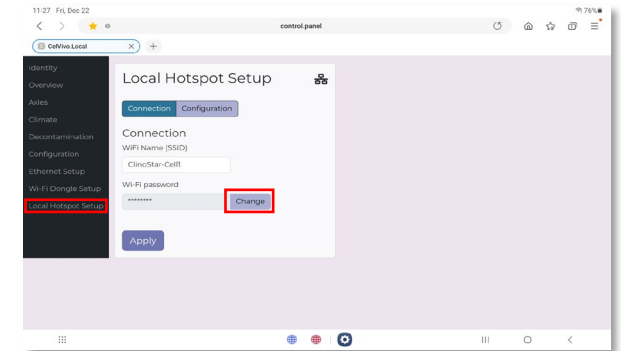 11:27 Fri, Dec 22
76%
control.panel
CelVivo.Local
Identity
Overview
Axles
Climate
Decontamination
Configuration
Ethernet Setup
Wi-Fi Dongle Setup
Local Hotspot Setup
Local Hotspot Setup
Connection Configuration
Connection
WiFi Name (SSID)
ClinoStar-Cell1
Wi-Fi password
********
Change
Apply